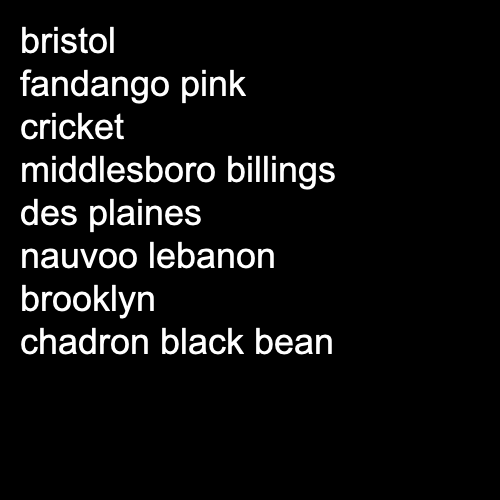 bristol
fandango pink
cricket
middlesboro billings
des plaines
nauvoo lebanon
brooklyn
chadron black bean